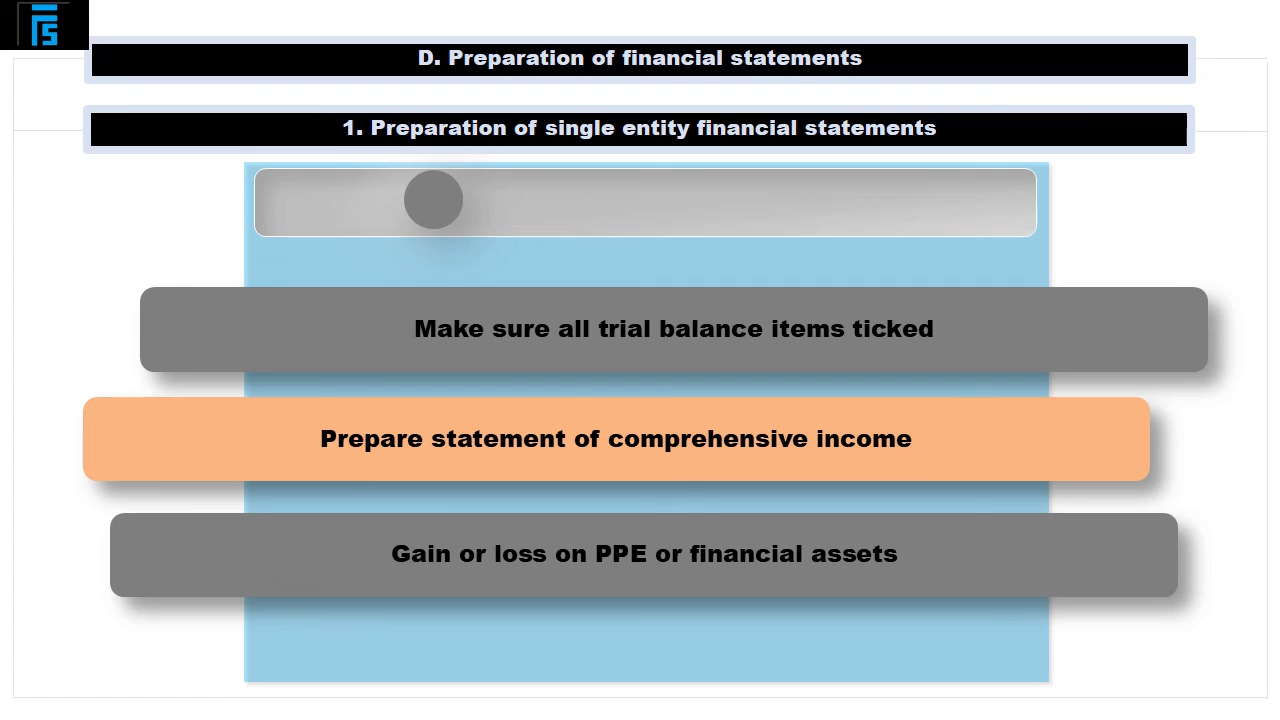 D. Preparation of financial statements
1. Preparation of single entity financial statements
Make sure all trial balance items ticked
Prepare statement of comprehensive income
Gain or loss on PPE or financial assets